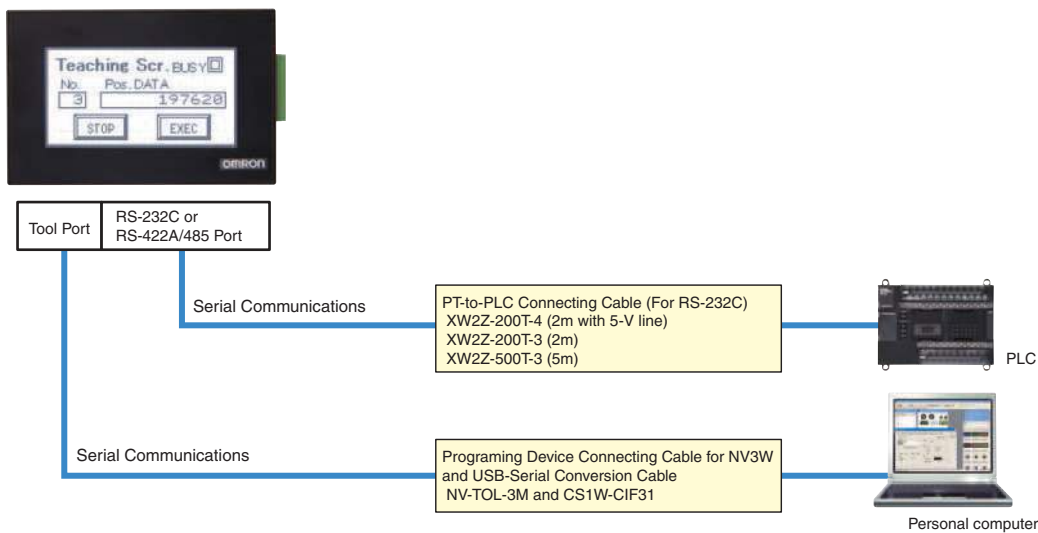 Teaching Scr. BUSY
No. Pos.DATA
3 197620
STOP EXEC
OMRON
Tool Port
RS-232C or
RS-422A/485 Port
Serial Communications
PT-to-PLC Connecting Cable (For RS-232C)
XW2Z-200T-4 (2m with 5-V line)
XW2Z-200T-3 (2m)
XW2Z-500T-3 (5m)
PLC
Serial Communications
Programing Device Connecting Cable for NV3W
and USB-Serial Conversion Cable
NV-TOL-3M and CS1W-CIF31
Personal computer